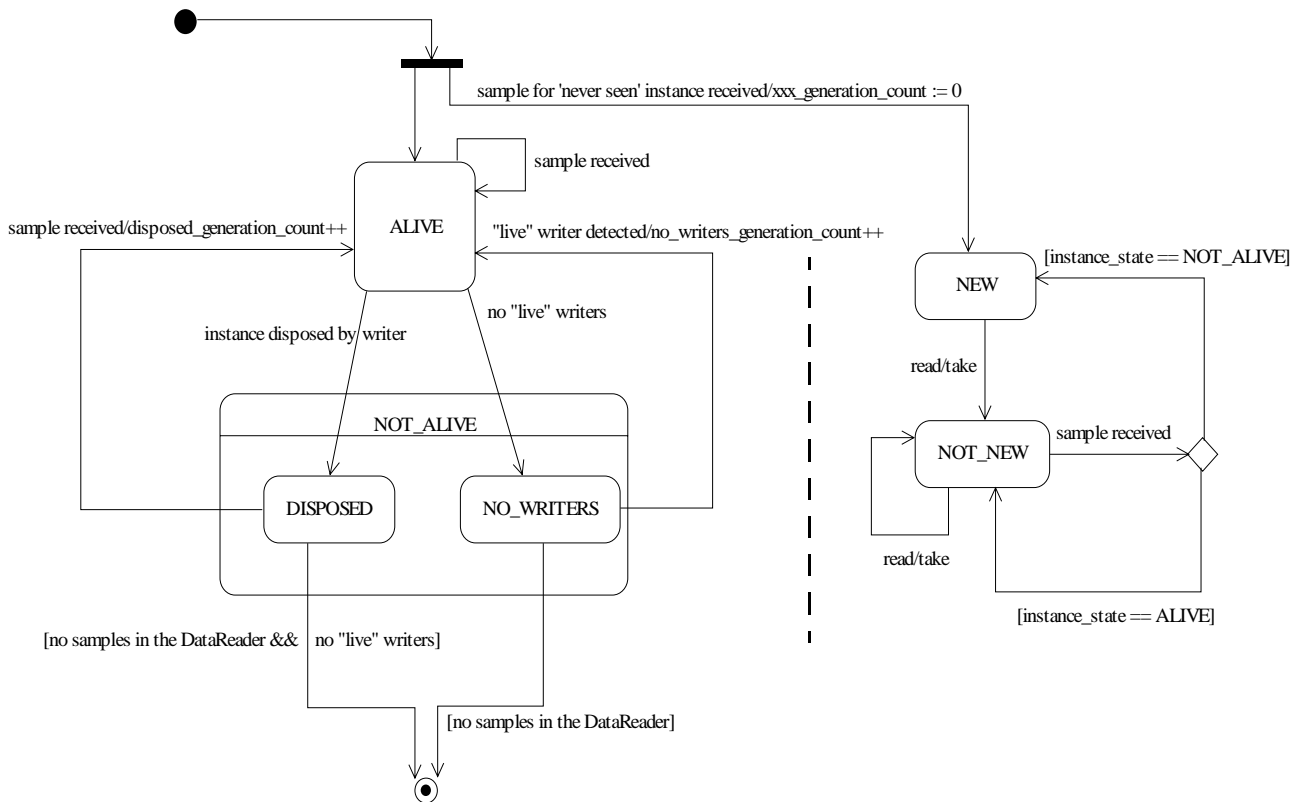 sample for 'never seen' instance received/xxx_generation_count := 0
sample received
ALIVE
sample received/disposed_generation_count++
"live" writer detected/no_writers_generation_count++
[instance_state == NOT_ALIVE]
NEW
no "live" writers
instance disposed by writer
read/take
NOT_ALIVE
sample received
NOT_NEW
DISPOSED
NO_WRITERS
read/take
[instance_state == ALIVE]
[no samples in the DataReader && no "live" writers]
[no samples in the DataReader]